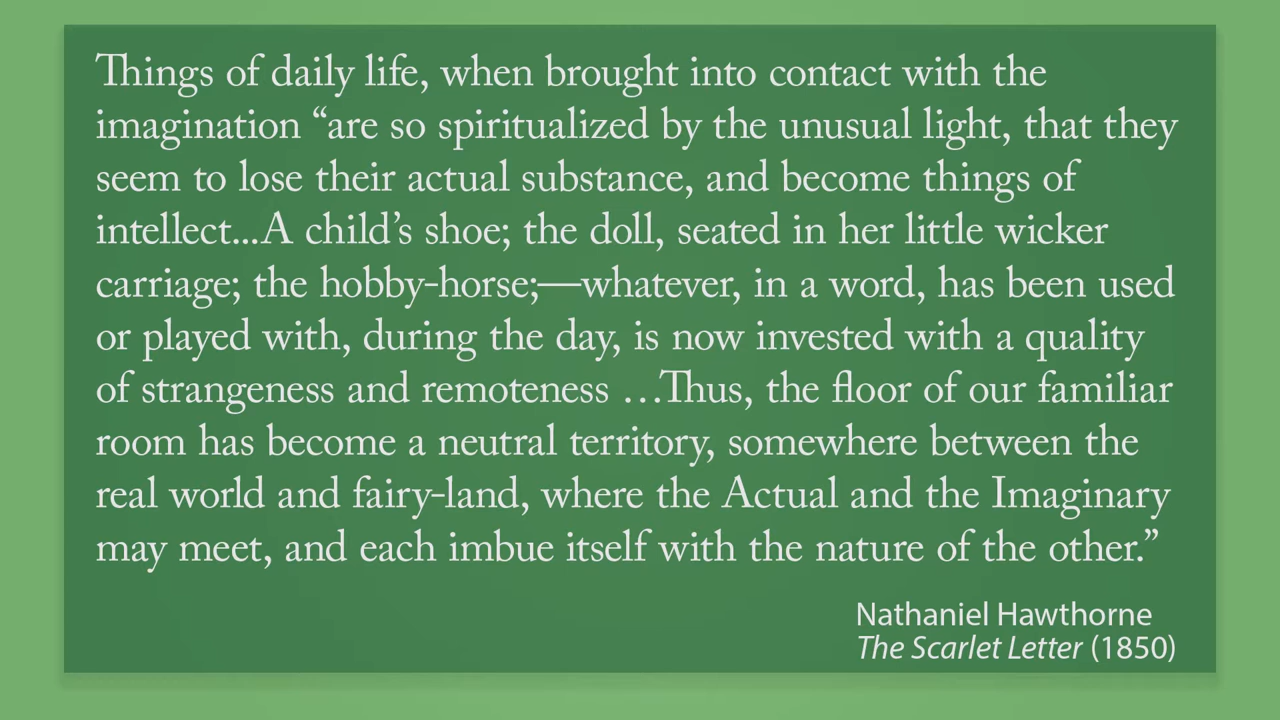 Things of daily life, when brought into contact with the
imagination “are so spiritualized by the unusual light, that they
seem to lose their actual substance, and become things of
intellect...A child’s shoe; the doll, seated in her little wicker
carriage; the hobby-horse;—whatever, in a word, has been used
or played with, during the day, is now invested with a quality
of strangeness and remoteness …Thus, the floor of our familiar
room has become a neutral territory, somewhere between the
real world and fairy-land, where the Actual and the Imaginary
may meet, and each imbue itself with the nature of the other.”
Nathaniel Hawthorne
The Scarlet Letter (1850)